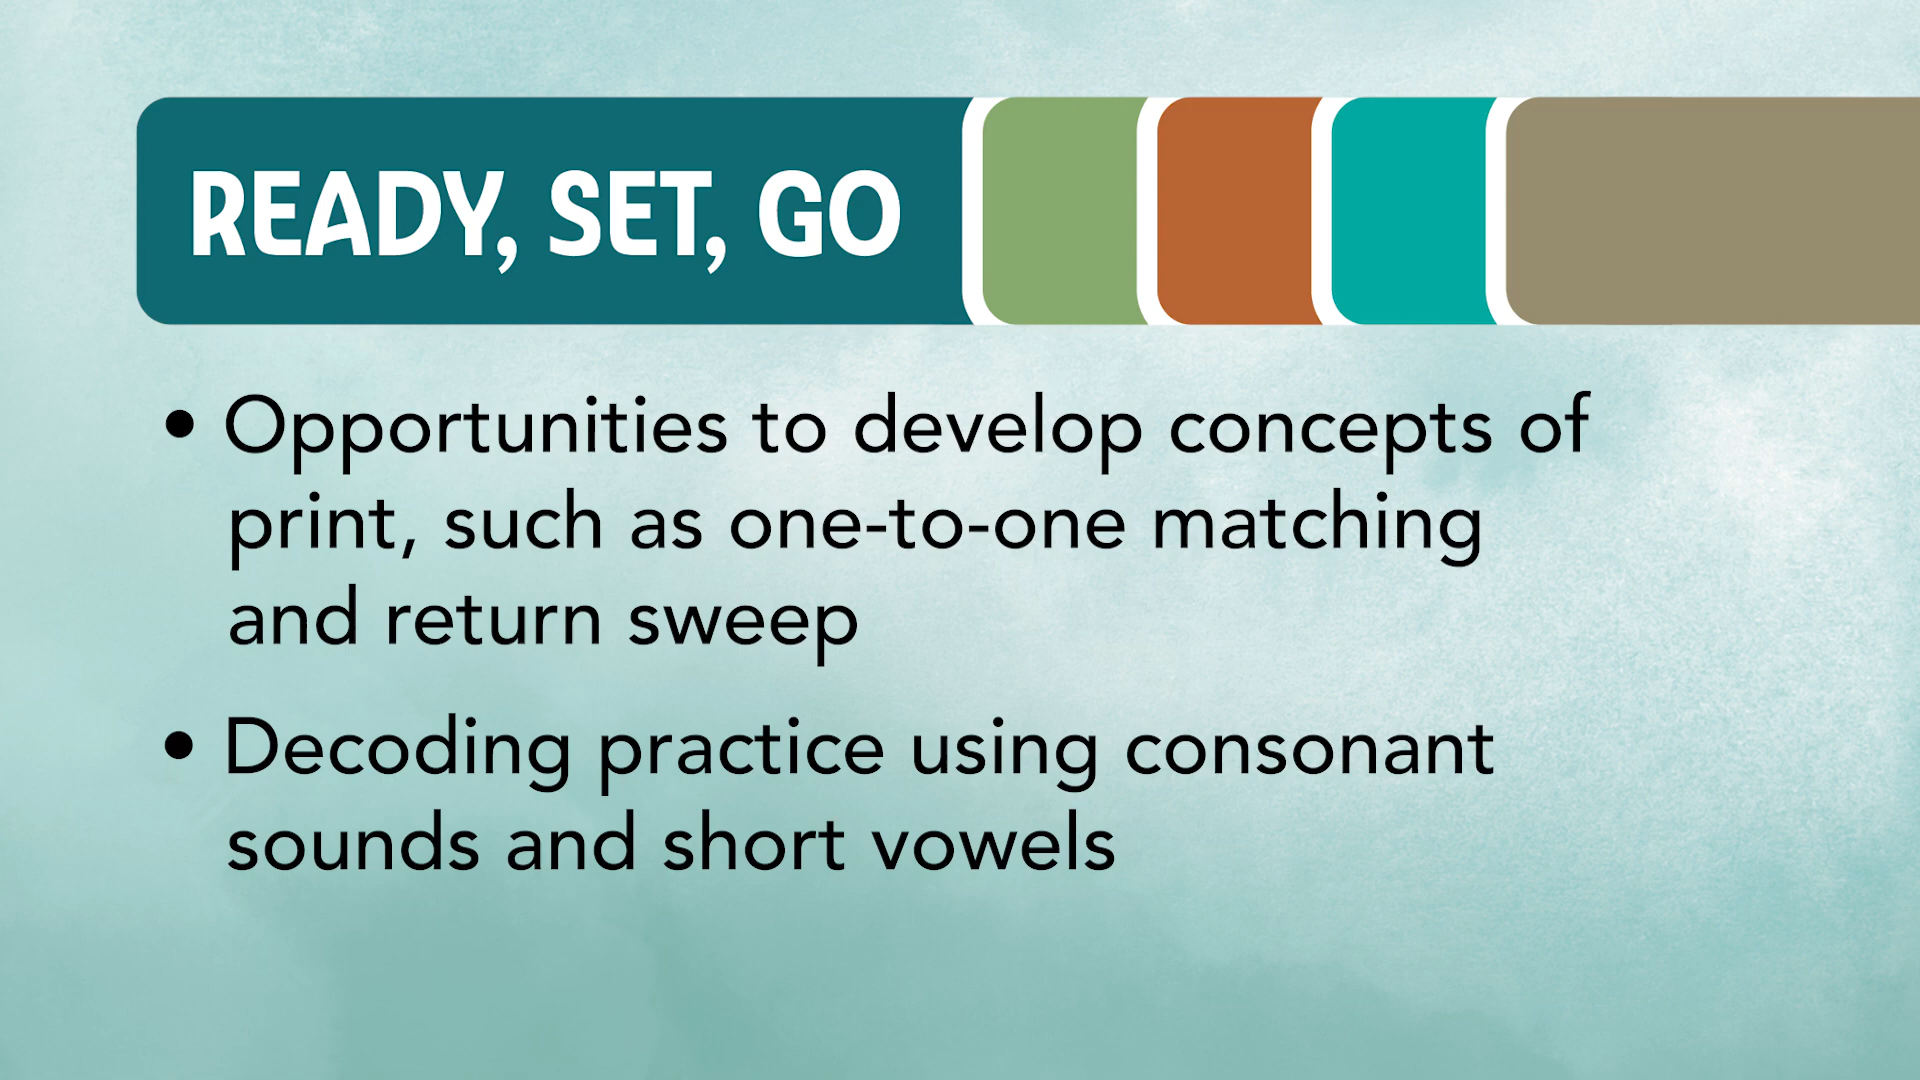 READY, SET, GO
• Opportunities to develop concepts of
print, such as one-to-one matching
and return sweep
• Decoding practice using consonant
sounds and short vowels